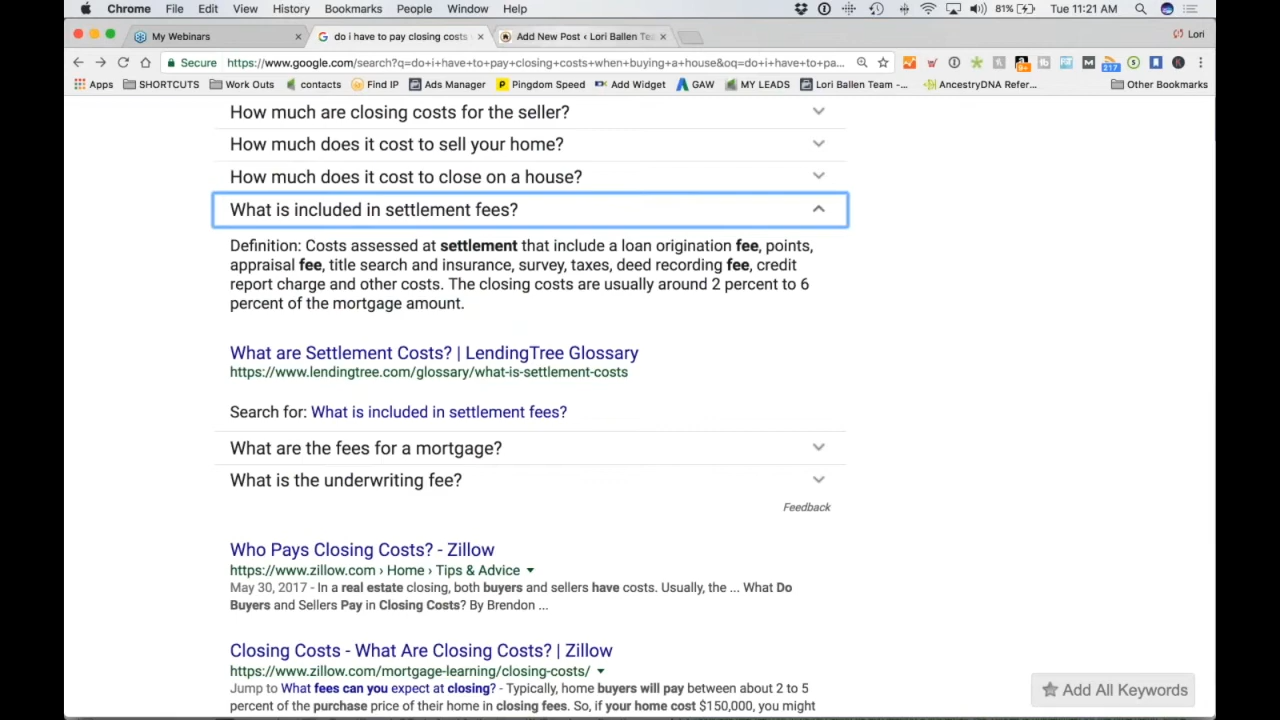 Chrome File Edit View History Bookmarks People Window Help 81% Tue 11:21 AM
My Webinars × G do i have to pay closing costs × Add New Post ‹ Lori Ballen Tea × Lori
Secure https://www.google.com/search?q=do+i+have+to+pay+closing+costs+when+buying+a+house&oq=do+i+have+to+pa...
Apps SHORTCUTS Work Outs contacts Find IP Ads Manager Pingdom Speed Add Widget GAW MY LEADS Lori Ballen Team -... AncestryDNA Refer... Other Bookmarks
How much are closing costs for the seller?
How much does it cost to sell your home?
How much does it cost to close on a house?
What is included in settlement fees?
Definition: Costs assessed at settlement that include a loan origination fee, points,
appraisal fee, title search and insurance, survey, taxes, deed recording fee, credit
report charge and other costs. The closing costs are usually around 2 percent to 6
percent of the mortgage amount.
What are Settlement Costs? | LendingTree Glossary
https://www.lendingtree.com/glossary/what-is-settlement-costs
Search for: What is included in settlement fees?
What are the fees for a mortgage?
What is the underwriting fee?
Feedback
Who Pays Closing Costs? - Zillow
https://www.zillow.com › Home › Tips & Advice
May 30, 2017 - In a real estate closing, both buyers and sellers have costs. Usually, the ... What Do
Buyers and Sellers Pay in Closing Costs? By Brendon ...
Closing Costs - What Are Closing Costs? | Zillow
https://www.zillow.com/mortgage-learning/closing-costs/
Jump to What fees can you expect at closing? - Typically, home buyers will pay between about 2 to 5
percent of the purchase price of their home in closing fees. So, if your home cost $150,000, you might
Add All Keywords